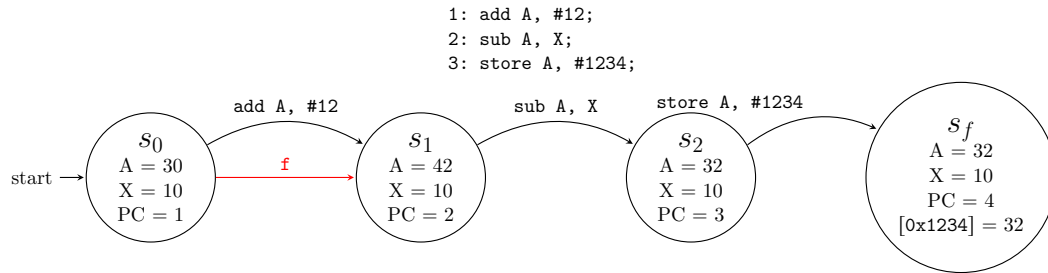 1: add A, #12;
2: sub A, X;
3: store A, #1234;
add A, #12
sub A, X
store A, #1234
start
s0
A = 30
X = 10
PC = 1
f
s1
A = 42
X = 10
PC = 2
s2
A = 32
X = 10
PC = 3
sf
A = 32
X = 10
PC = 4
[0x1234] = 32